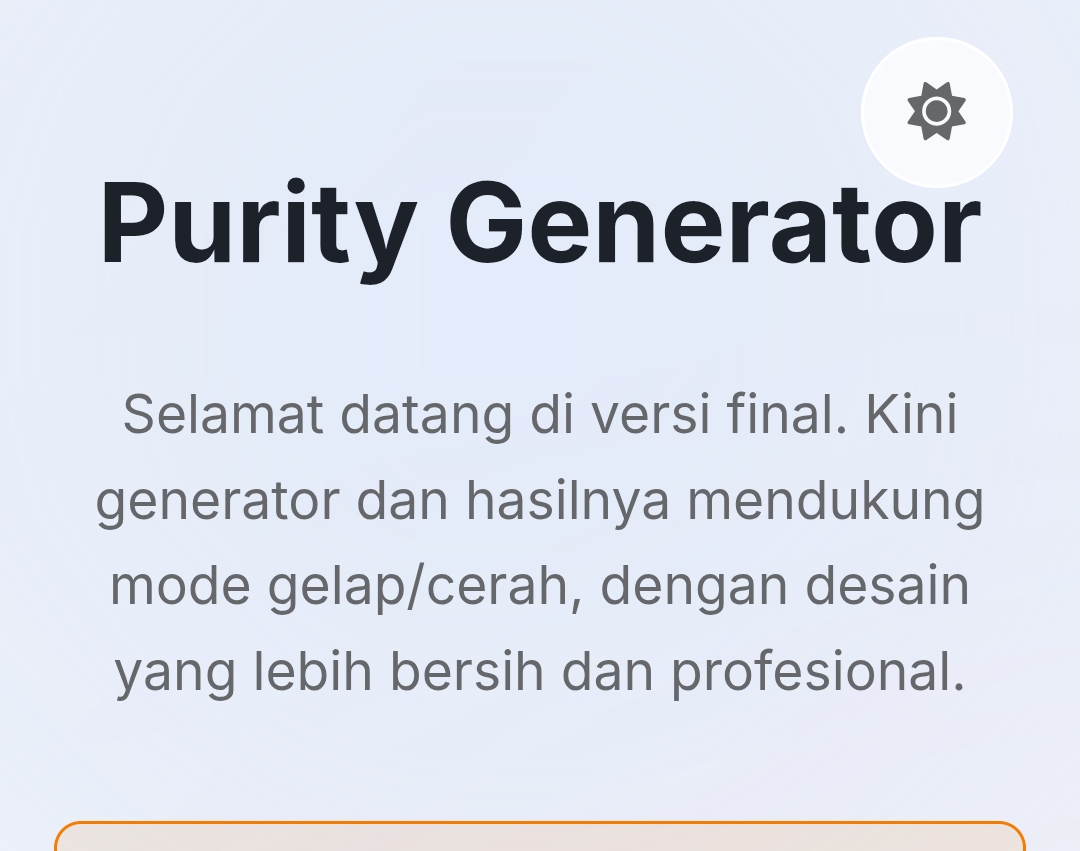 Purity Generator
Selamat datang di versi final. Kini
generator dan hasilnya mendukung
mode gelap/cerah, dengan desain
yang lebih bersih dan profesional.